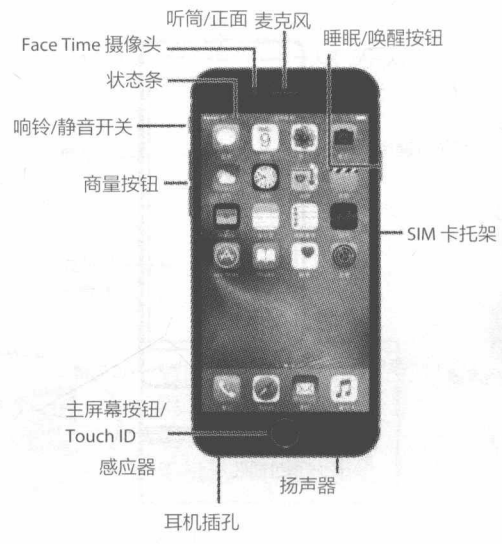 听筒/正面 麦克风
Face Time 摄像头
睡眠/唤醒按钮
状态条
响铃/静音开关
商量按钮
SIM 卡托架
主屏幕按钮/
Touch ID
感应器
扬声器
耳机插孔
9